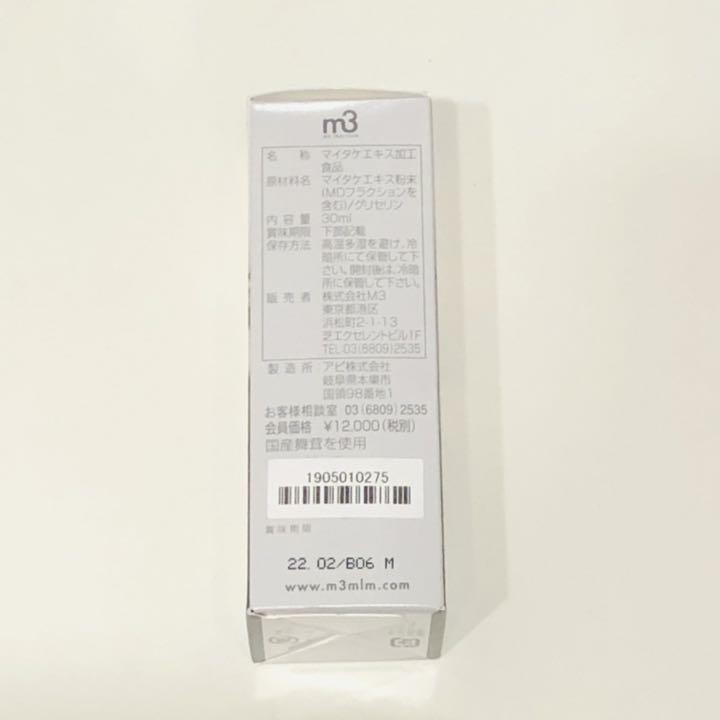 m3
名称 マイタケエキス加工
食品
原材料名 マイタケエキス粉末
(MDフラクションを
含む)/グリセリン
内容量 30ml
賞味期限 下部記載
保存方法 高温多湿を避け、冷
暗所にて保管して下
さい。開封後は、冷暗
所に保管して下さい。
販売者 株式会社M3
東京都港区
浜松町2-1-13
芝エクセレントビル1F
TEL:03(6809)2535
製造所:アピ株式会社
岐阜県本巣市
国領98番地1
お客様相談室 03(6809)2535
会員価格 ¥12,000(税別)
国産舞茸を使用
1905010275
賞味期限
22. 02/B06 M
www.m3mlm.com